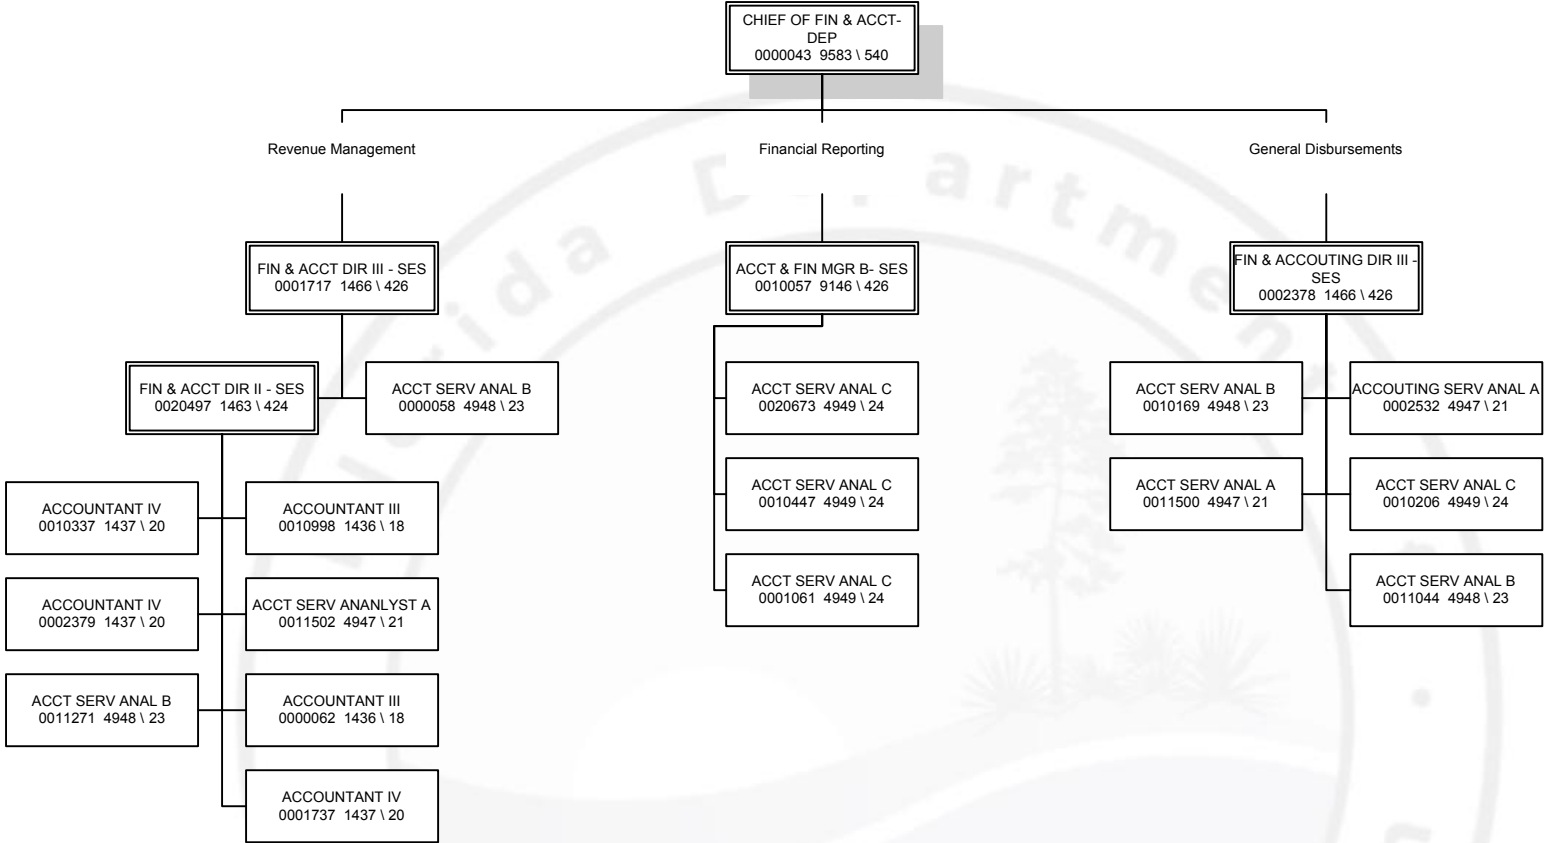 CHIEF OF FIN & ACCT-
DEP
0000043 9583 \ 540
Revenue Management
Financial Reporting
General Disbursements
FIN & ACCT DIR III - SES
0001717 1466 \ 426
ACCT & FIN MGR B- SES
0010057 9146 \ 426
FIN & ACCOUTING DIR III -
SES
0002378 1466 \ 426
FIN & ACCT DIR II - SES
0020497 1463 \ 424
ACCT SERV ANAL B
0000058 4948 \ 23
ACCT SERV ANAL C
0020673 4949 \ 24
ACCT SERV ANAL B
0010169 4948 \ 23
ACCOUTING SERV ANAL A
0002532 4947 \ 21
ACCOUNTANT IV
0010337 1437 \ 20
ACCOUNTANT III
0010998 1436 \ 18
ACCT SERV ANAL C
0010447 4949 \ 24
ACCT SERV ANAL A
0011500 4947 \ 21
ACCT SERV ANAL C
0010206 4949 \ 24
ACCOUNTANT IV
0002379 1437 \ 20
ACCT SERV ANANLYST A
0011502 4947 \ 21
ACCT SERV ANAL C
0001061 4949 \ 24
ACCT SERV ANAL B
0011044 4948 \ 23
ACCT SERV ANAL B
0011271 4948 \ 23
ACCOUNTANT III
0000062 1436 \ 18
ACCOUNTANT IV
0001737 1437 \ 20